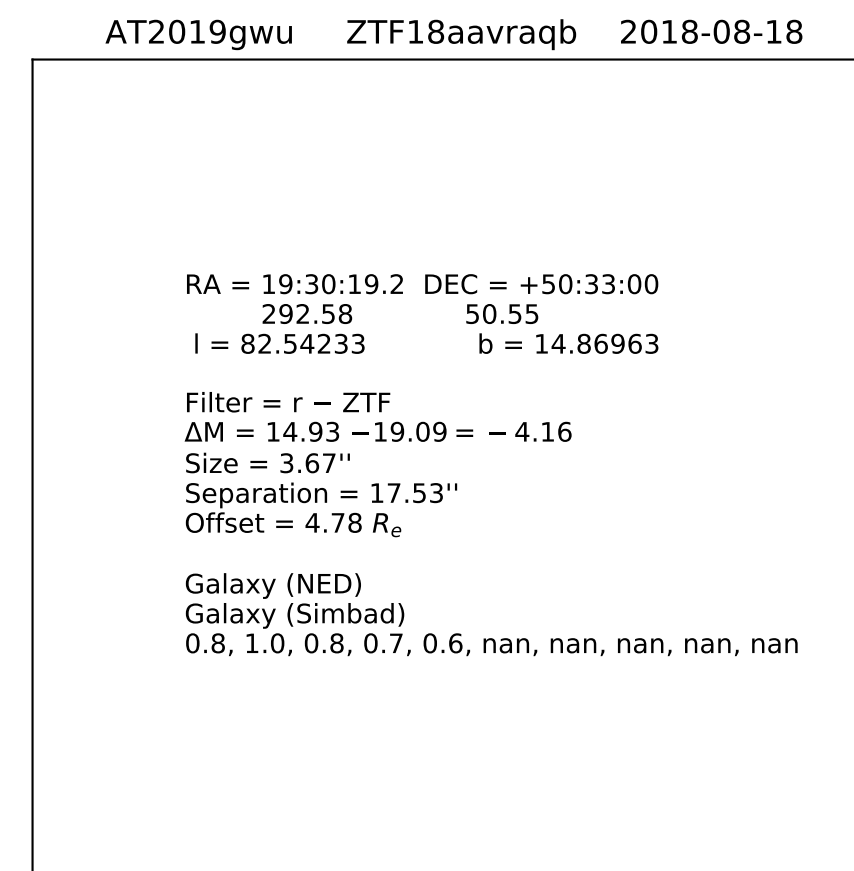 AT2019gwu ZTF18aavraqb 2018-08-18
RA = 19:30:19.2 DEC = +50:33:00
292.58 50.55
l = 82.54233 b = 14.86963
Filter = r − ZTF
ΔM = 14.93 −19.09 = − 4.16
Size = 3.67''
Separation = 17.53''
Offset = 4.78 Re
Galaxy (NED)
Galaxy (Simbad)
0.8, 1.0, 0.8, 0.7, 0.6, nan, nan, nan, nan, nan